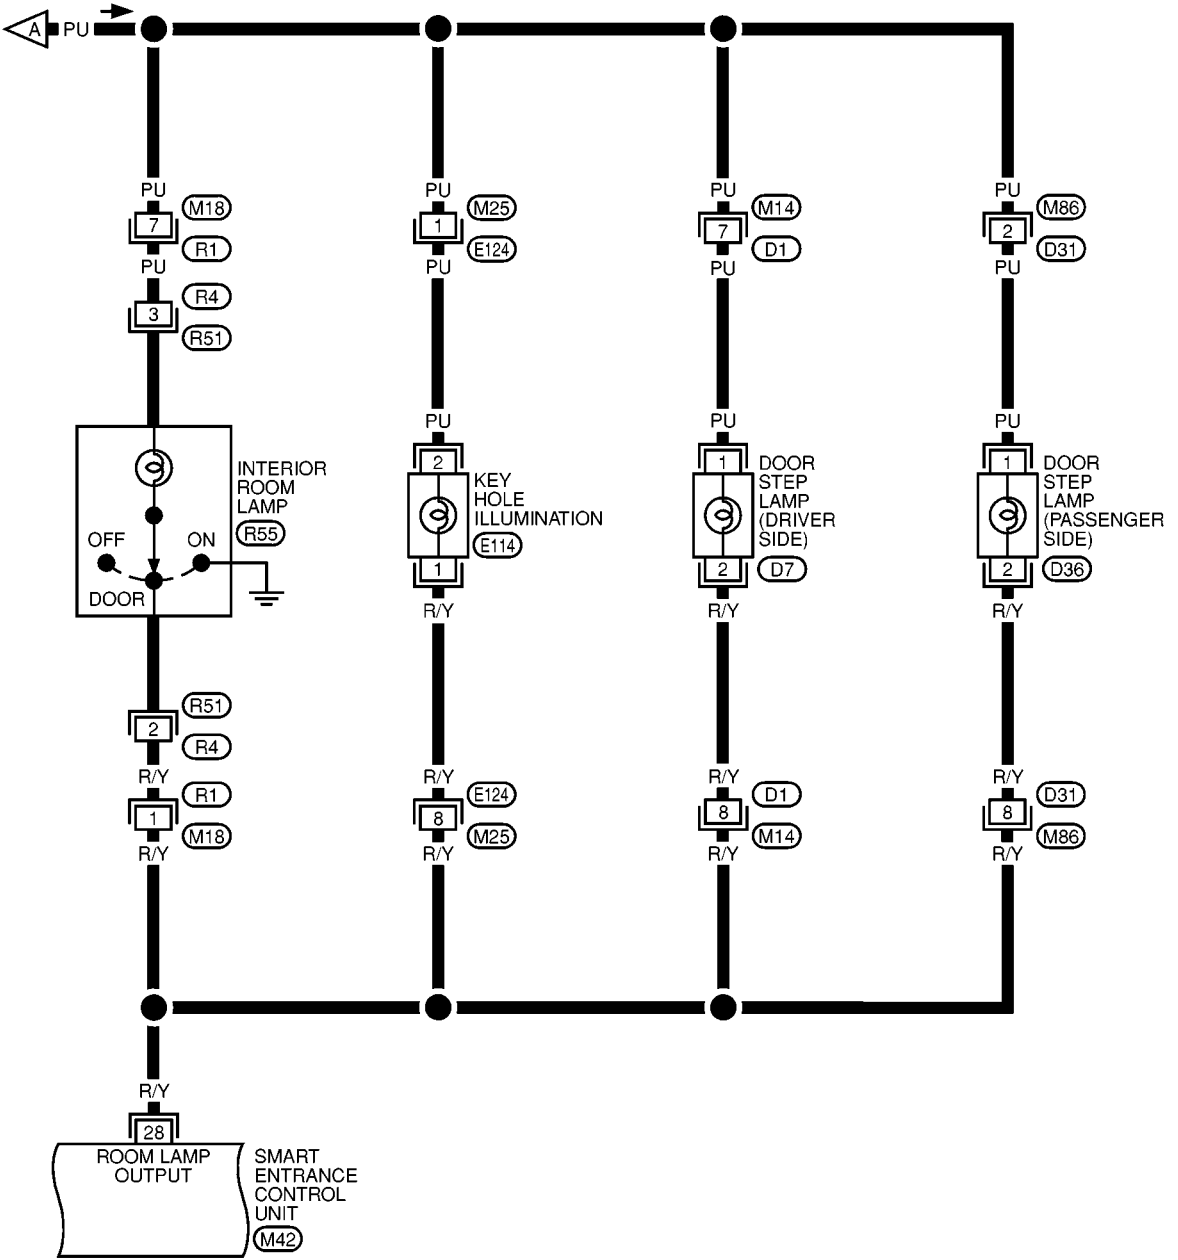 A PU
PU PU PU PU
7 M18 R1
1 M25 E124
7 M14 D1
2 M86 D31
PU PU PU PU
3 R4 R51
PU PU PU
INTERIOR
ROOM
LAMP
R55
OFF ON
DOOR
2
KEY
HOLE
ILLUMINATION
E114
1
1
DOOR
STEP
LAMP
(DRIVER
SIDE)
2 D7
1
DOOR
STEP
LAMP
(PASSENGER
SIDE)
2 D36
R/Y R/Y R/Y
2 R51 R4
R/Y R/Y R/Y R/Y
1 R1 M18
8 E124 M25
8 D1 M14
8 D31 M86
R/Y R/Y R/Y R/Y
R/Y
28
ROOM LAMP
OUTPUT
SMART
ENTRANCE
CONTROL
UNIT
M42